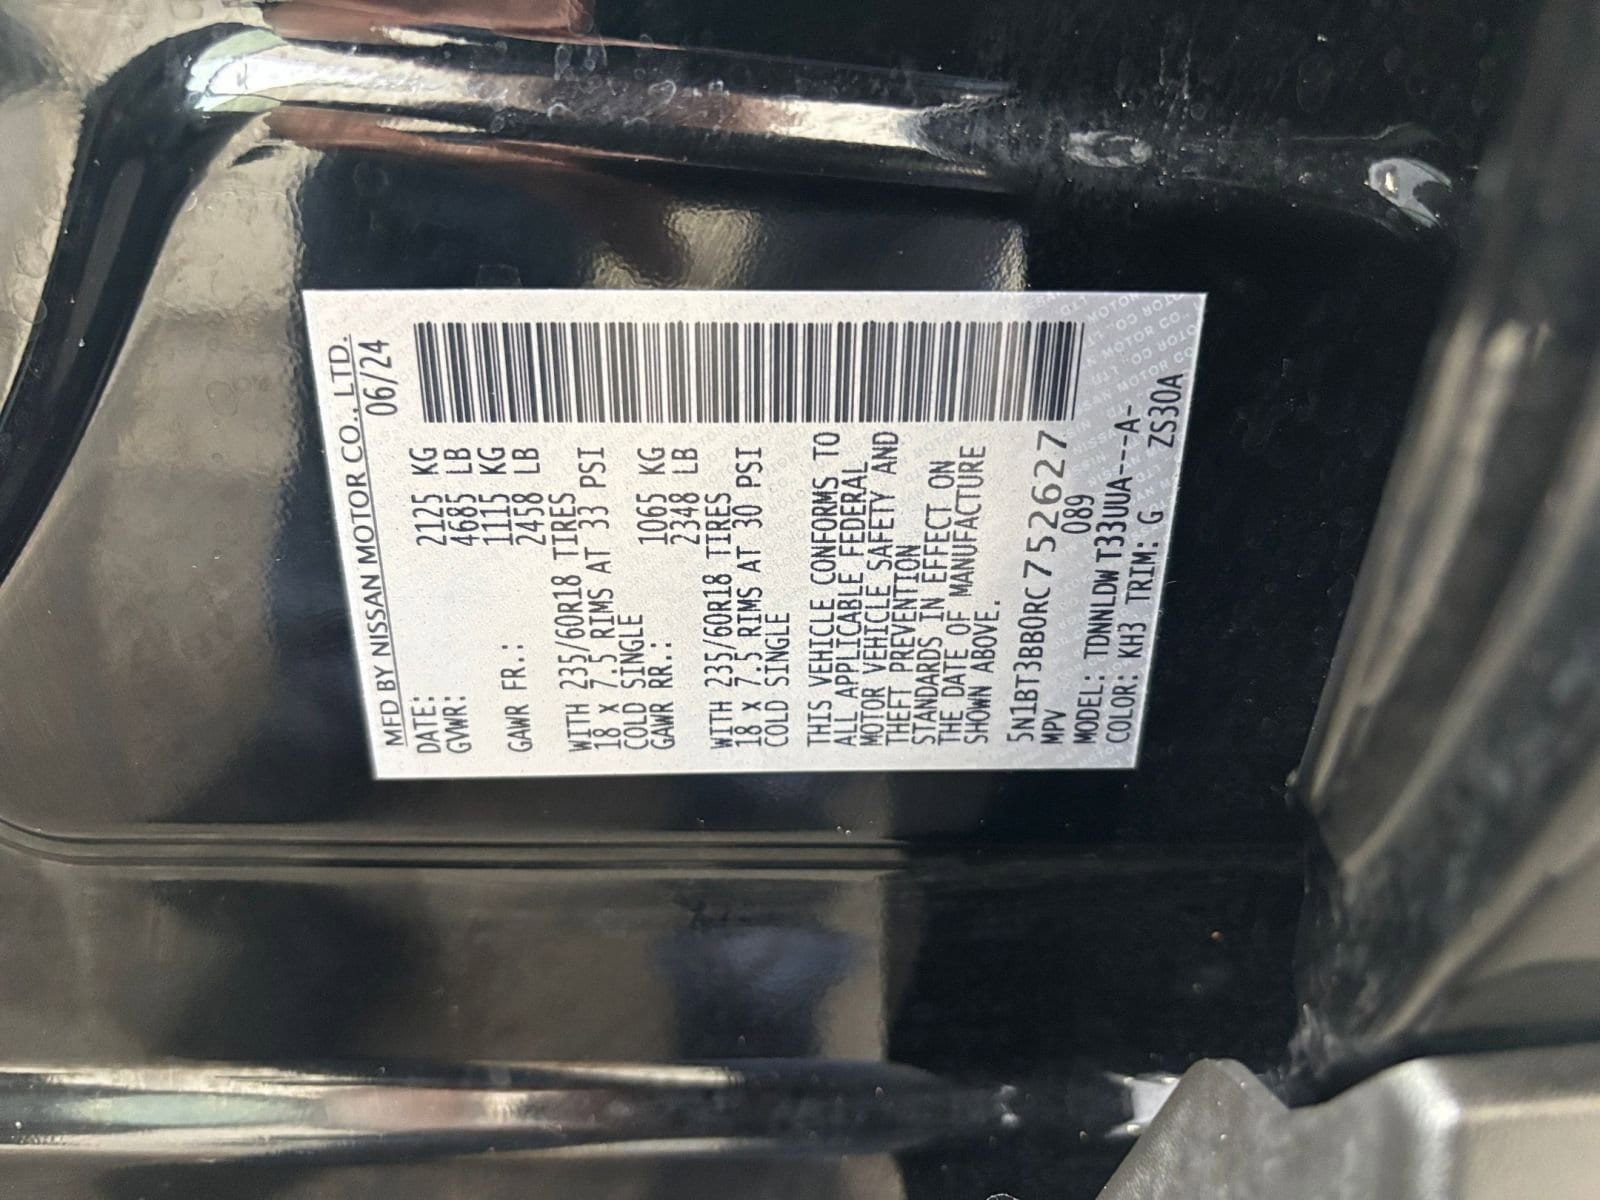 MFD BY NISSAN MOTOR CO., LTD.
DATE: 06/24
GVWR: 2125 KG
4685 LB
GAWR FR.: 1115 KG
2458 LB
WITH 235/60R18 TIRES
18 X 7.5 RIMS AT 33 PSI
COLD SINGLE
GAWR RR.: 1065 KG
2348 LB
WITH 235/60R18 TIRES
18 X 7.5 RIMS AT 30 PSI
COLD SINGLE
THIS VEHICLE CONFORMS TO
ALL APPLICABLE FEDERAL
MOTOR VEHICLE SAFETY AND
THEFT PREVENTION
STANDARDS IN EFFECT ON
THE DATE OF MANUFACTURE
SHOWN ABOVE.
5N1BT3BB0RC752627
MPV 089
MODEL: TDNNLDW T33UUA---A-
COLOR: KH3 TRIM: G ZS30A